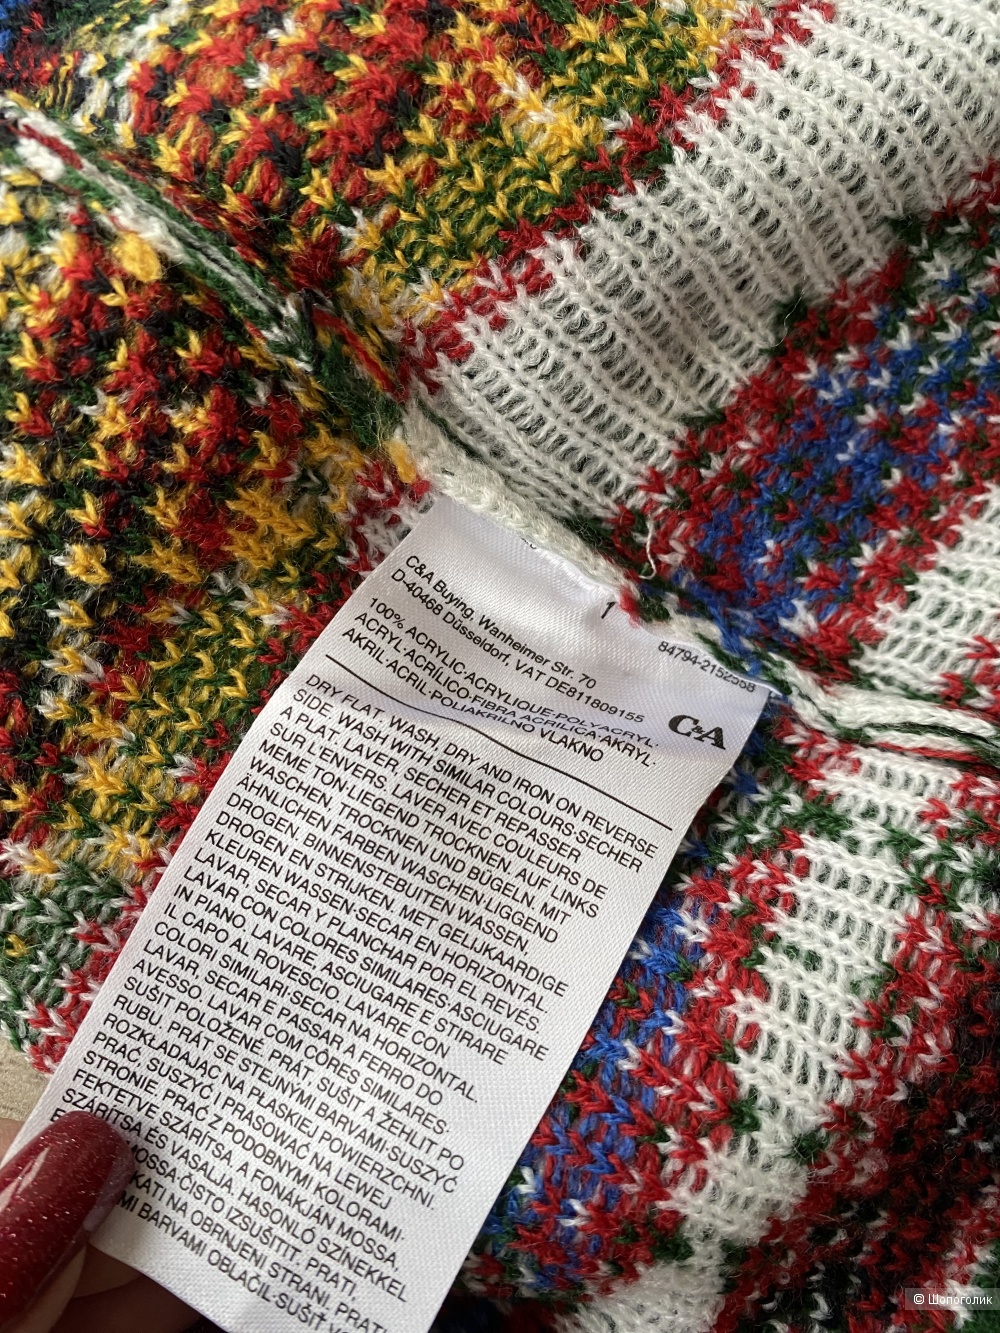 1
84794-2152558
C&A Buying, Wanheimer Str. 70
D-40468 Düsseldorf, VAT DE811809155
C&A
100% ACRYLIC·ACRYLIQUE·POLYACRYL·
ACRYL·ACRÍLICO·FIBRA ACRILICA·AKRYL·
AKRIL·ACRIL·POLIAKRILNO VLAKNO
DRY FLAT. WASH, DRY AND IRON ON REVERSE
SIDE. WASH WITH SIMILAR COLOURS·SECHER
A PLAT. LAVER, SECHER ET REPASSER
SUR L'ENVERS. LAVER AVEC COULEURS DE
MEME TON·LIEGEND TROCKNEN. AUF LINKS
WASCHEN, TROCKNEN UND BÜGELN. MIT
ÄHNLICHEN FARBEN WASCHEN·LIGGEND
DROGEN. BINNENSTEBUITEN WASSEN,
DROGEN EN STRIJKEN. MET GELIJKAARDIGE
KLEUREN WASSEN·SECAR EN HORIZONTAL.
LAVAR, SECAR Y PLANCHAR POR EL REVÉS.
LAVAR CON COLORES SIMILARES·ASCIUGARE
IN PIANO. LAVARE, ASCIUGARE E STIRARE
IL CAPO AL ROVESCIO. LAVARE CON
COLORI SIMILARI·SECAR NA HORIZONTAL.
LAVAR, SECAR E PASSAR A FERRO DO
AVESSO. LAVAR COM CÔRES SIMILARES·
SUŠIT POLOŽENÉ. PRÁT, SUŠIT A ŽEHLIT PO
RUBU. PRÁT SE STEJNÝMI BARVAMI·SUSZYĆ
ROZKŁADAJĄC NA PŁASKIEJ POWIERZCHNI.
PRAĆ, SUSZYĆ I PRASOWAĆ NA LEWEJ
STRONIE. PRAĆ Z PODOBNYMI KOLORAMI·
FEKTETVE SZÁRÍTSA. A FONÁKJÁN MOSSA,
SZÁRÍTSA ÉS VASALJA. HASONLÓ SZÍNEKKEL
MOSSA·ČISTO IZSUŠITI. PRATI,
KATI NA OBRNJENI STRANI. PRATI
MI BARVAMI OBLAČIL·SUŠIT
© Шопоголик